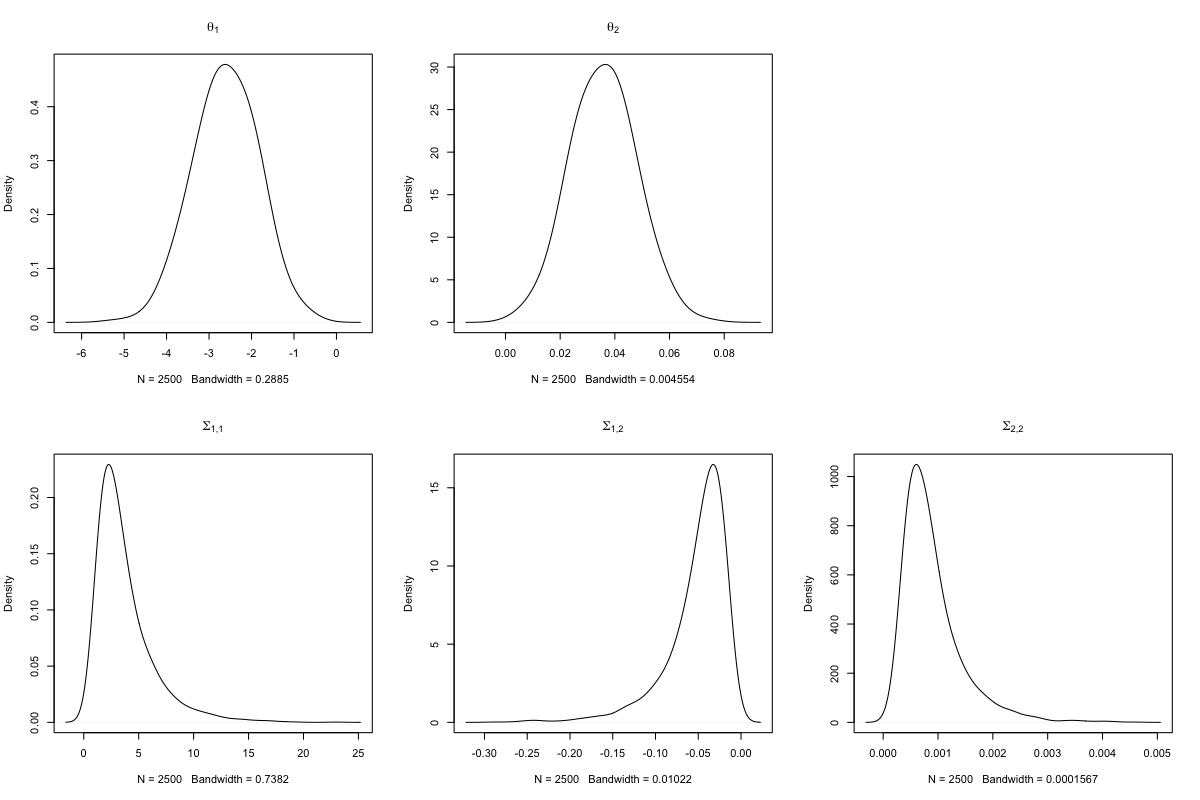 θ1 θ2
Density 0.0 0.1 0.2 0.3 0.4
-6 -5 -4 -3 -2 -1 0
N = 2500 Bandwidth = 0.2885
Density 0 5 10 15 20 25 30
0.00 0.02 0.04 0.06 0.08
N = 2500 Bandwidth = 0.004554
Σ1,1 Σ1,2 Σ2,2
Density 0.00 0.05 0.10 0.15 0.20
0 5 10 15 20 25
N = 2500 Bandwidth = 0.7382
Density 0 5 10 15
-0.30 -0.25 -0.20 -0.15 -0.10 -0.05 0.00
N = 2500 Bandwidth = 0.01022
Density 0 200 400 600 800 1000
0.000 0.001 0.002 0.003 0.004 0.005
N = 2500 Bandwidth = 0.0001567